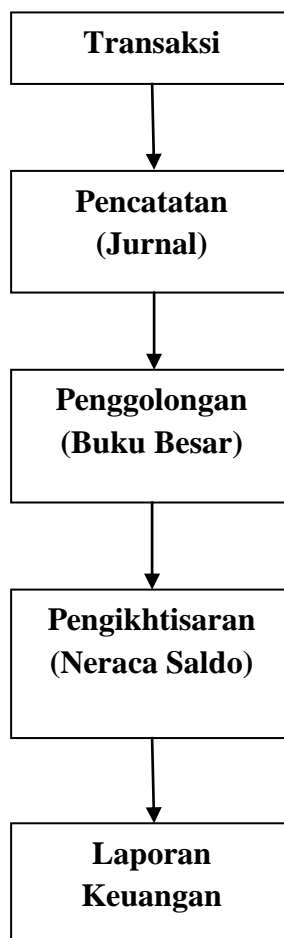 Transaksi
Pencatatan
(Jurnal)
Penggolongan
(Buku Besar)
Pengikhtisaran
(Neraca Saldo)
Laporan
Keuangan